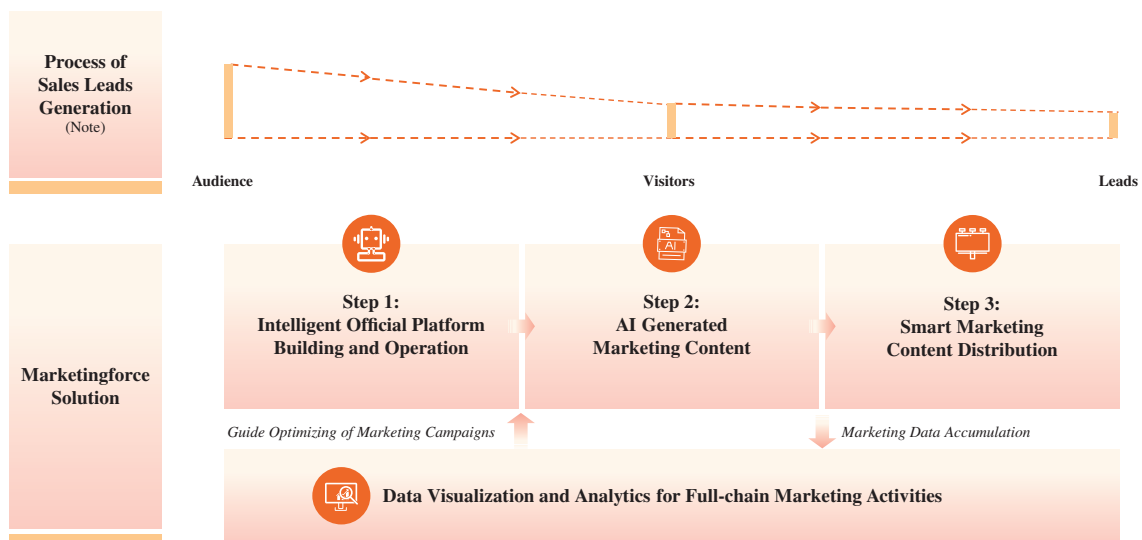 Process of
Sales Leads
Generation
(Note)
Audience
Visitors
Leads
Marketingforce
Solution
Step 1:
Intelligent Official Platform
Building and Operation
AI
Step 2:
AI Generated
Marketing Content
Step 3:
Smart Marketing
Content Distribution
Guide Optimizing of Marketing Campaigns
Marketing Data Accumulation
Data Visualization and Analytics for Full-chain Marketing Activities